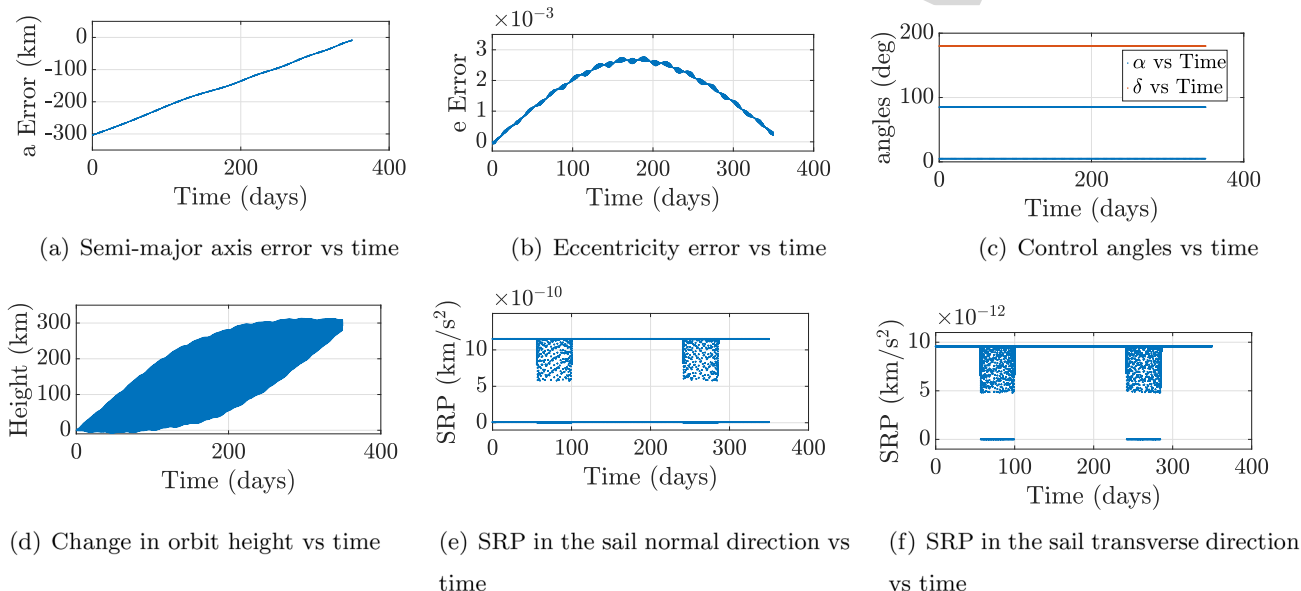 0
-100
-200
-300
a Error (km)
0
200
400
Time (days)
(a) Semi-major axis error vs time
×10⁻³
3
2
1
0
e Error
0
100
200
300
400
Time (days)
(b) Eccentricity error vs time
200
100
0
angles (deg)
α vs Time
δ vs Time
0
200
400
Time (days)
(c) Control angles vs time
300
200
100
0
Height (km)
0
200
400
Time (days)
(d) Change in orbit height vs time
×10⁻¹⁰
10
5
0
SRP (km/s²)
0
100
200
300
400
Time (days)
(e) SRP in the sail normal direction vs
time
×10⁻¹²
10
5
0
SRP (km/s²)
0
100
200
300
400
Time (days)
(f) SRP in the sail transverse direction
vs time